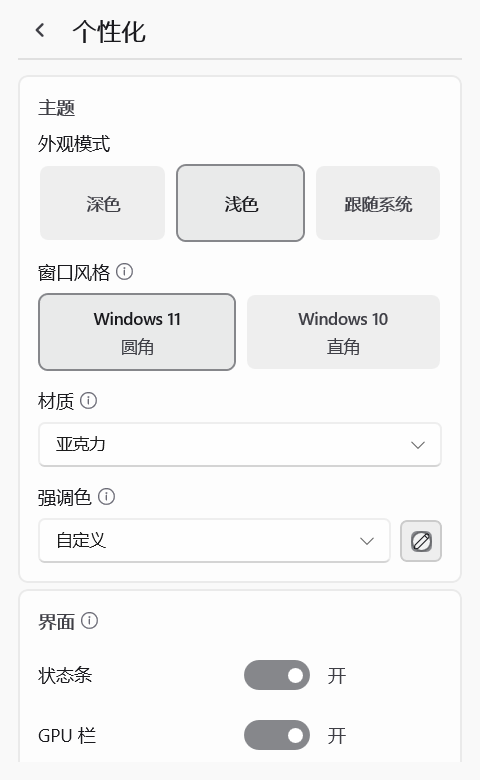 个性化
主题
外观模式
深色
浅色
跟随系统
窗口风格
Windows 11
圆角
Windows 10
直角
材质
亚克力
强调色
自定义
界面
状态条
开
GPU 栏
开